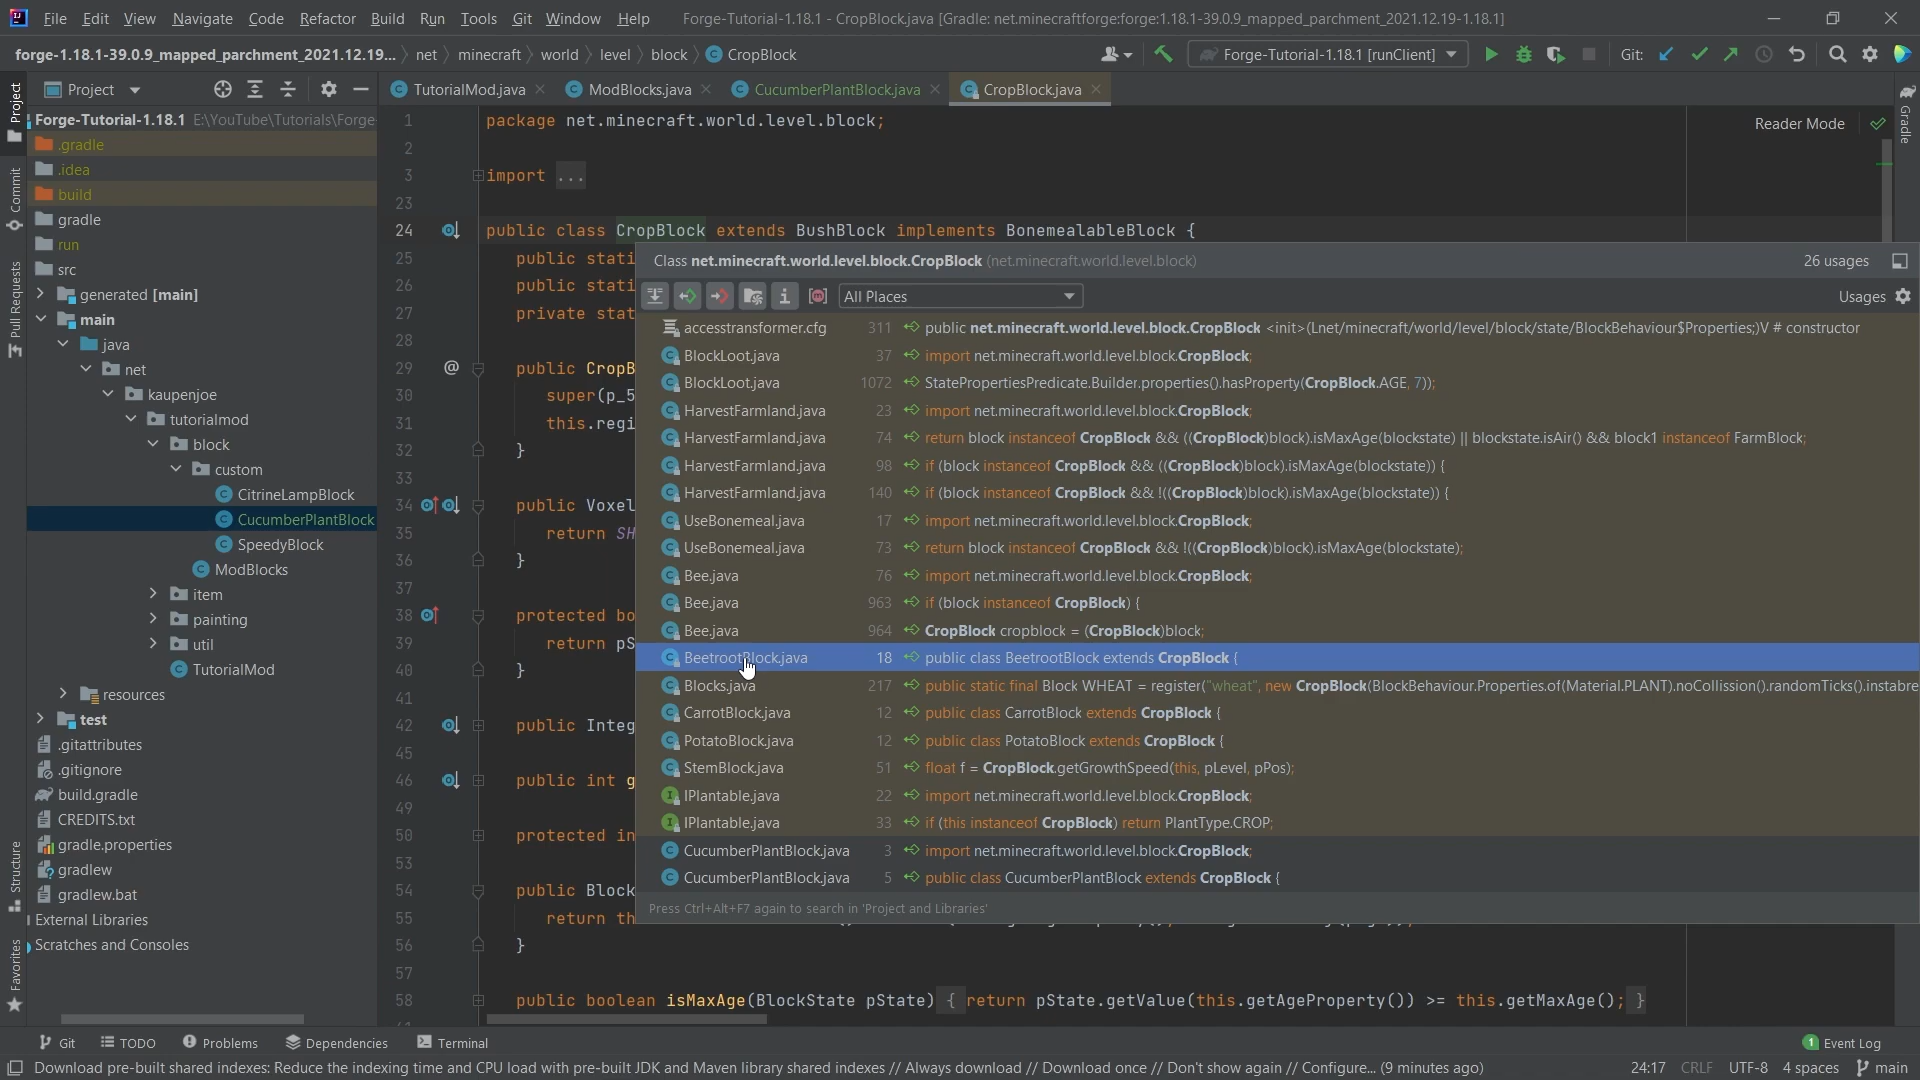 File Edit View Navigate Code Refactor Build Run Tools Git Window Help Forge-Tutorial-1.18.1 - CropBlock.java [Gradle: net.minecraftforge:forge:1.18.1-39.0.9_mapped_parchment_2021.12.19-1.18.1]
forge-1.18.1-39.0.9_mapped_parchment_2021.12.19... net minecraft world level block CropBlock Forge-Tutorial-1.18.1 [runClient] Git:
Project TutorialMod.java ModBlocks.java CucumberPlantBlock.java CropBlock.java
Project
Commit
Pull Requests
Structure
Favorites
Gradle
Forge-Tutorial-1.18.1 E:\YouTube\Tutorials\Forge-
.gradle
.idea
build
gradle
run
src
generated [main]
main
java
net
kaupenjoe
tutorialmod
block
custom
CitrineLampBlock
CucumberPlantBlock
SpeedyBlock
ModBlocks
item
painting
util
TutorialMod
resources
test
.gitattributes
.gitignore
build.gradle
CREDITS.txt
gradle.properties
gradlew
gradlew.bat
External Libraries
Scratches and Consoles
Reader Mode
1 package net.minecraft.world.level.block;
2
3 import ...
23
24 public class CropBlock extends BushBlock implements BonemealableBlock {
25 public stati
26 public stati
27 private stat
28
29 @ public CropB
30 super(p_5
31 this.regi
32 }
33
34 public Voxel
35 return SH
36 }
37
38 protected bo
39 return pS
40 }
41
42 public Integ
45
46 public int g
49
50 protected in
53
54 public Block
55 return th
56 }
57
58 public boolean isMaxAge(BlockState pState) { return pState.getValue(this.getAgeProperty()) >= this.getMaxAge(); }
Class net.minecraft.world.level.block.CropBlock (net.minecraft.world.level.block) 26 usages
All Places Usages
accesstransformer.cfg 311 public net.minecraft.world.level.block.CropBlock <init>(Lnet/minecraft/world/level/block/state/BlockBehaviour$Properties;)V # constructor
BlockLoot.java 37 import net.minecraft.world.level.block.CropBlock;
BlockLoot.java 1072 StatePropertiesPredicate.Builder.properties().hasProperty(CropBlock.AGE, 7));
HarvestFarmland.java 23 import net.minecraft.world.level.block.CropBlock;
HarvestFarmland.java 74 return block instanceof CropBlock && ((CropBlock)block).isMaxAge(blockstate) || blockstate.isAir() && block1 instanceof FarmBlock;
HarvestFarmland.java 98 if (block instanceof CropBlock && ((CropBlock)block).isMaxAge(blockstate)) {
HarvestFarmland.java 140 if (block instanceof CropBlock && !((CropBlock)block).isMaxAge(blockstate)) {
UseBonemeal.java 17 import net.minecraft.world.level.block.CropBlock;
UseBonemeal.java 73 return block instanceof CropBlock && !((CropBlock)block).isMaxAge(blockstate);
Bee.java 76 import net.minecraft.world.level.block.CropBlock;
Bee.java 963 if (block instanceof CropBlock) {
Bee.java 964 CropBlock cropblock = (CropBlock)block;
BeetrootBlock.java 18 public class BeetrootBlock extends CropBlock {
Blocks.java 217 public static final Block WHEAT = register("wheat", new CropBlock(BlockBehaviour.Properties.of(Material.PLANT).noCollision().randomTicks().instabre
CarrotBlock.java 12 public class CarrotBlock extends CropBlock {
PotatoBlock.java 12 public class PotatoBlock extends CropBlock {
StemBlock.java 51 float f = CropBlock.getGrowthSpeed(this, pLevel, pPos);
IPlantable.java 22 import net.minecraft.world.level.block.CropBlock;
IPlantable.java 33 if (this instanceof CropBlock) return PlantType.CROP;
CucumberPlantBlock.java 3 import net.minecraft.world.level.block.CropBlock;
CucumberPlantBlock.java 5 public class CucumberPlantBlock extends CropBlock {
Press Ctrl+Alt+F7 again to search in 'Project and Libraries'
Git TODO Problems Dependencies Terminal 1 Event Log
Download pre-built shared indexes: Reduce the indexing time and CPU load with pre-built JDK and Maven library shared indexes // Always download // Download once // Don't show again // Configure... (9 minutes ago) 24:17 CRLF UTF-8 4 spaces main